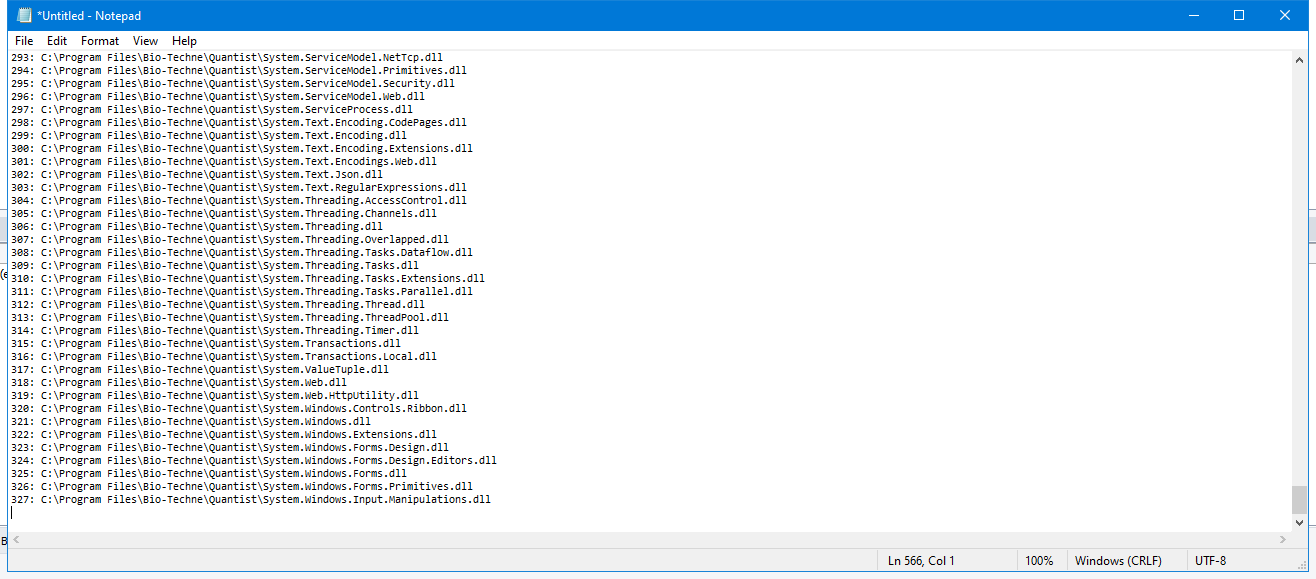 *Untitled - Notepad
File Edit Format View Help
293: C:\Program Files\Bio-Techne\Quantist\System.ServiceModel.NetTcp.dll
294: C:\Program Files\Bio-Techne\Quantist\System.ServiceModel.Primitives.dll
295: C:\Program Files\Bio-Techne\Quantist\System.ServiceModel.Security.dll
296: C:\Program Files\Bio-Techne\Quantist\System.ServiceModel.Web.dll
297: C:\Program Files\Bio-Techne\Quantist\System.ServiceProcess.dll
298: C:\Program Files\Bio-Techne\Quantist\System.Text.Encoding.CodePages.dll
299: C:\Program Files\Bio-Techne\Quantist\System.Text.Encoding.dll
300: C:\Program Files\Bio-Techne\Quantist\System.Text.Encoding.Extensions.dll
301: C:\Program Files\Bio-Techne\Quantist\System.Text.Encodings.Web.dll
302: C:\Program Files\Bio-Techne\Quantist\System.Text.Json.dll
303: C:\Program Files\Bio-Techne\Quantist\System.Text.RegularExpressions.dll
304: C:\Program Files\Bio-Techne\Quantist\System.Threading.AccessControl.dll
305: C:\Program Files\Bio-Techne\Quantist\System.Threading.Channels.dll
306: C:\Program Files\Bio-Techne\Quantist\System.Threading.dll
307: C:\Program Files\Bio-Techne\Quantist\System.Threading.Overlapped.dll
308: C:\Program Files\Bio-Techne\Quantist\System.Threading.Tasks.Dataflow.dll
309: C:\Program Files\Bio-Techne\Quantist\System.Threading.Tasks.dll
310: C:\Program Files\Bio-Techne\Quantist\System.Threading.Tasks.Extensions.dll
311: C:\Program Files\Bio-Techne\Quantist\System.Threading.Tasks.Parallel.dll
312: C:\Program Files\Bio-Techne\Quantist\System.Threading.Thread.dll
313: C:\Program Files\Bio-Techne\Quantist\System.Threading.ThreadPool.dll
314: C:\Program Files\Bio-Techne\Quantist\System.Threading.Timer.dll
315: C:\Program Files\Bio-Techne\Quantist\System.Transactions.dll
316: C:\Program Files\Bio-Techne\Quantist\System.Transactions.Local.dll
317: C:\Program Files\Bio-Techne\Quantist\System.ValueTuple.dll
318: C:\Program Files\Bio-Techne\Quantist\System.Web.dll
319: C:\Program Files\Bio-Techne\Quantist\System.Web.HttpUtility.dll
320: C:\Program Files\Bio-Techne\Quantist\System.Windows.Controls.Ribbon.dll
321: C:\Program Files\Bio-Techne\Quantist\System.Windows.dll
322: C:\Program Files\Bio-Techne\Quantist\System.Windows.Extensions.dll
323: C:\Program Files\Bio-Techne\Quantist\System.Windows.Forms.Design.dll
324: C:\Program Files\Bio-Techne\Quantist\System.Windows.Forms.Design.Editors.dll
325: C:\Program Files\Bio-Techne\Quantist\System.Windows.Forms.dll
326: C:\Program Files\Bio-Techne\Quantist\System.Windows.Forms.Primitives.dll
327: C:\Program Files\Bio-Techne\Quantist\System.Windows.Input.Manipulations.dll
Ln 566, Col 1 100% Windows (CRLF) UTF-8